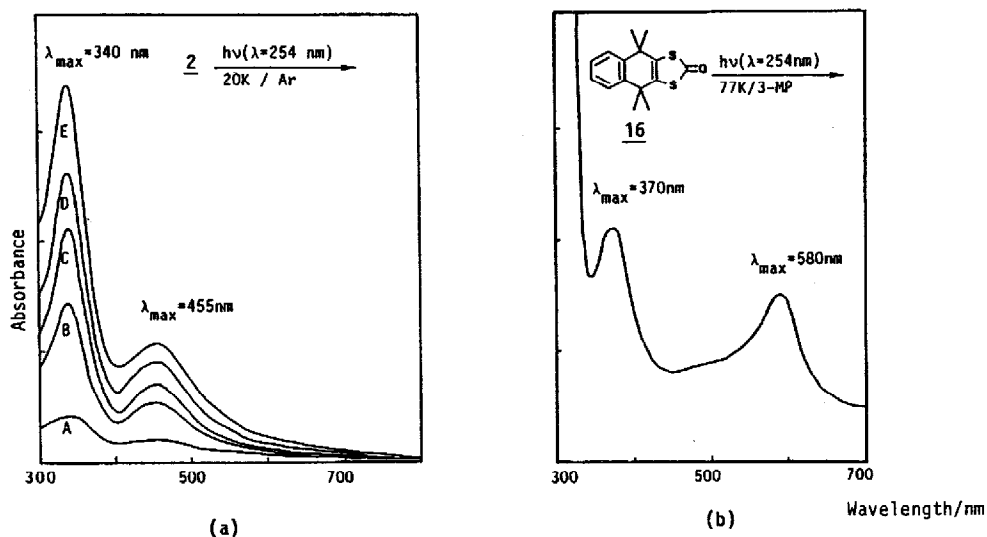 λmax=340 nm
2 hν(λ=254 nm)
20K / Ar
E
D
C
B
A
λmax=455nm
Absorbance
300 700
300 500 700
(a)
S
S
O
16
hν(λ=254nm)
77K/3-MP
λmax=370nm
λmax=580nm
(b)
Wavelength/nm